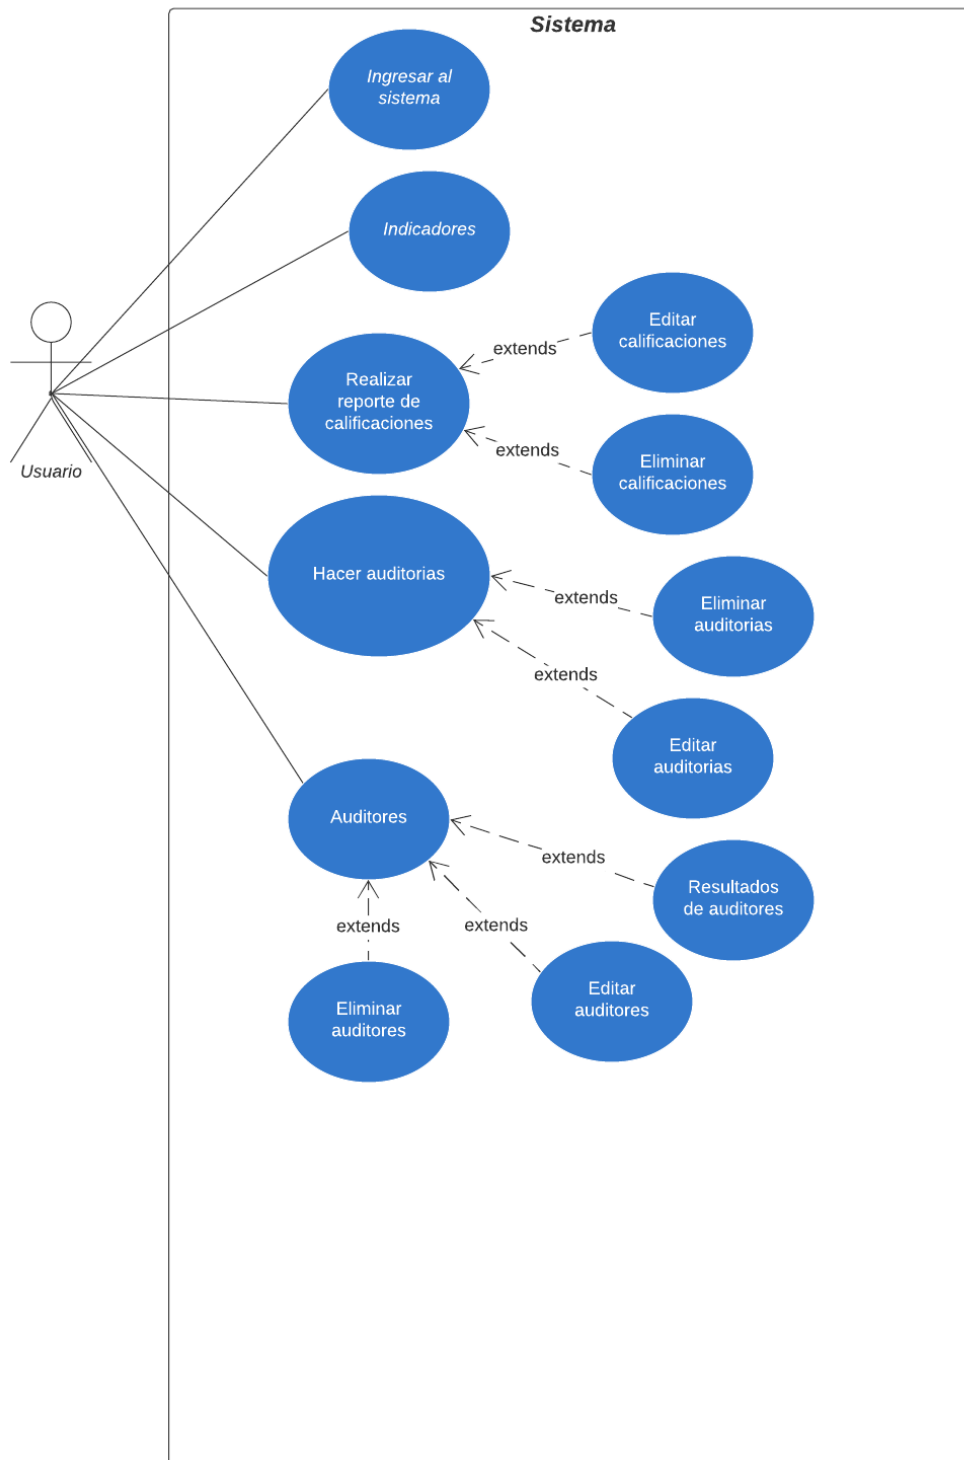 Sistema
Ingresar al
sistema
Indicadores
Editar
calificaciones
extends
Realizar
reporte de
calificaciones
extends
Eliminar
calificaciones
Usuario
Hacer auditorias
extends
Eliminar
auditorias
extends
Editar
auditorias
Auditores
extends
Resultados
de auditores
extends
extends
Editar
auditores
Eliminar
auditores